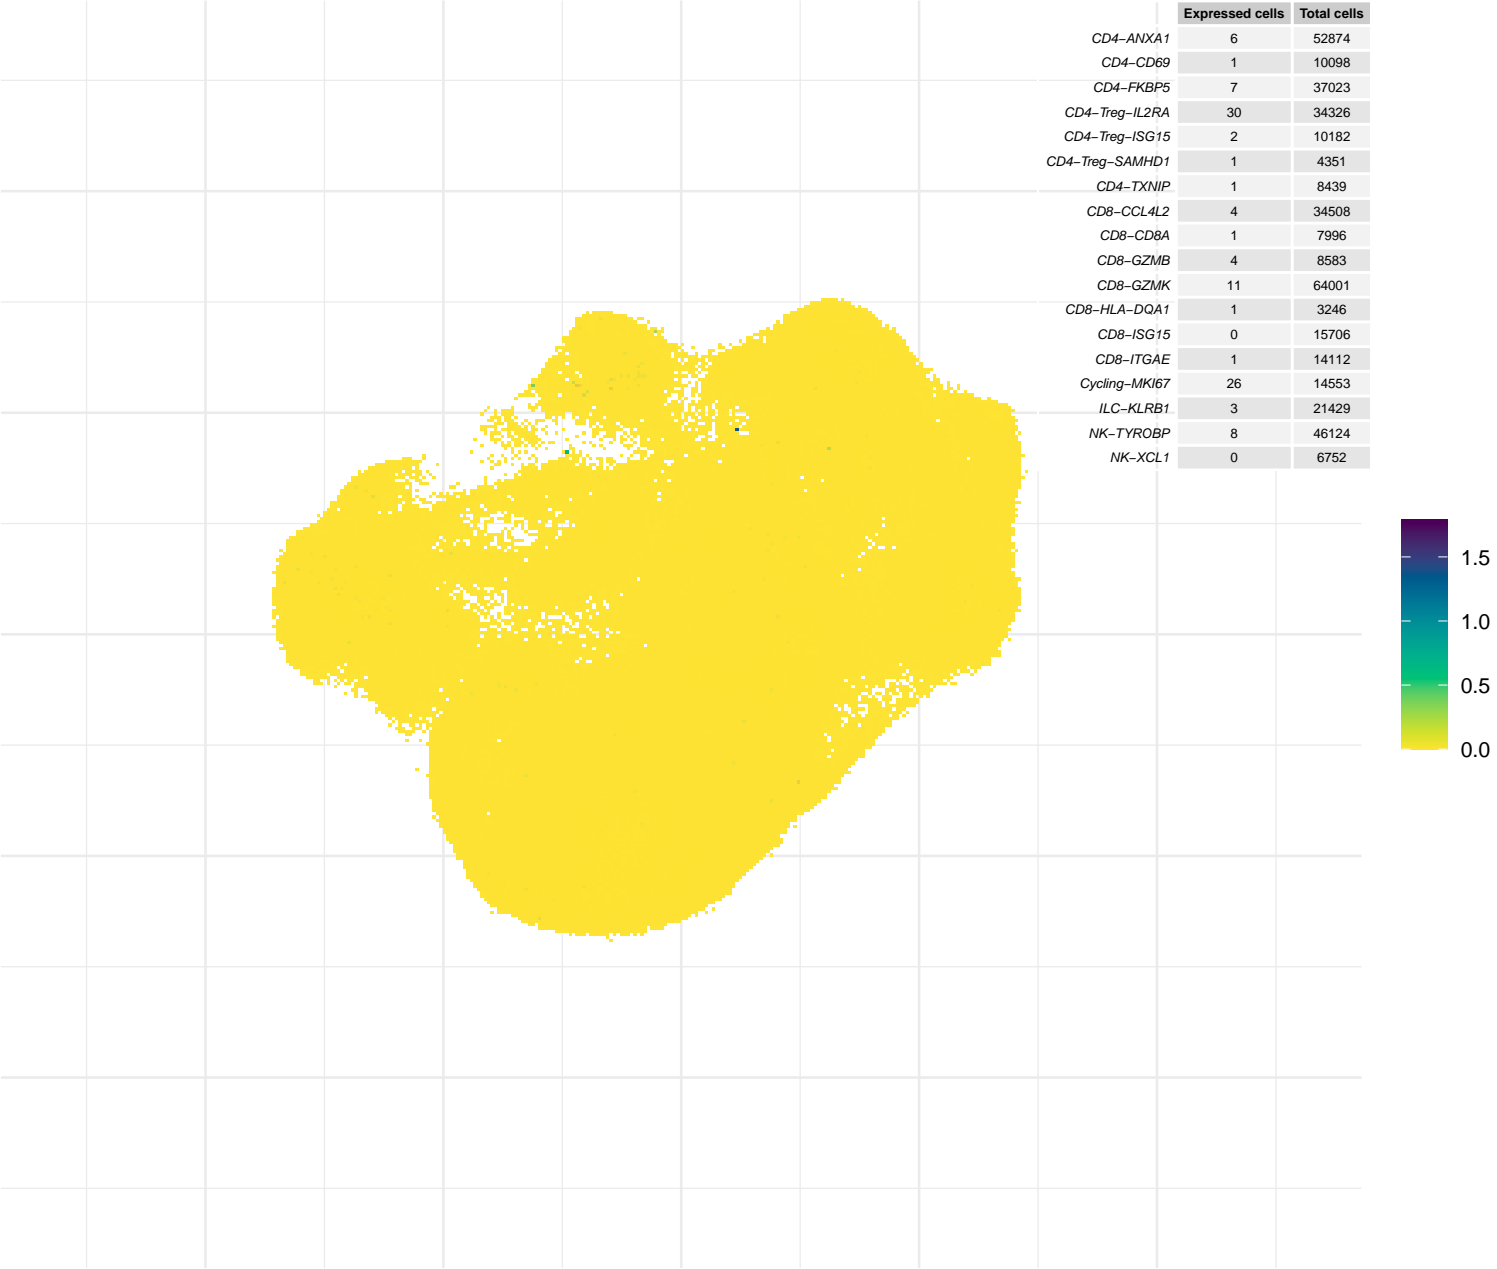 Expressed cells Total cells
CD4−ANXA1 6 52874
CD4−CD69 1 10098
CD4−FKBP5 7 37023
CD4−Treg−IL2RA 30 34326
CD4−Treg−ISG15 2 10182
CD4−Treg−SAMHD1 1 4351
CD4−TXNIP 1 8439
CD8−CCL4L2 4 34508
CD8−CD8A 1 7996
CD8−GZMB 4 8583
CD8−GZMK 11 64001
CD8−HLA−DQA1 1 3246
CD8−ISG15 0 15706
CD8−ITGAE 1 14112
Cycling−MKI67 26 14553
ILC−KLRB1 3 21429
NK−TYROBP 8 46124
NK−XCL1 0 6752
1.5
1.0
0.5
0.0